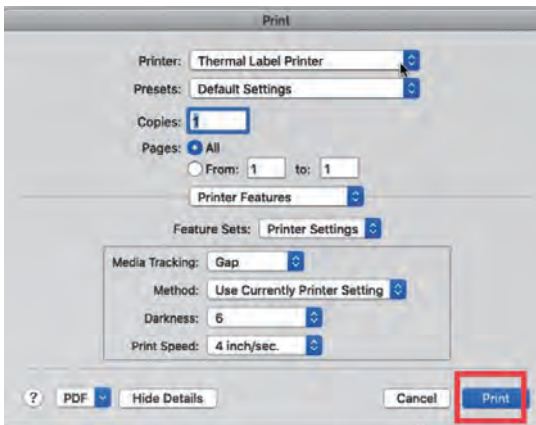 Print
Printer: Thermal Label Printer
Presets: Default Settings
Copies: 1
Pages: All
From: 1 to: 1
Printer Features
Feature Sets: Printer Settings
Media Tracking: Gap
Method: Use Currently Printer Setting
Darkness: 6
Print Speed: 4 inch/sec.
? PDF Hide Details Cancel Print